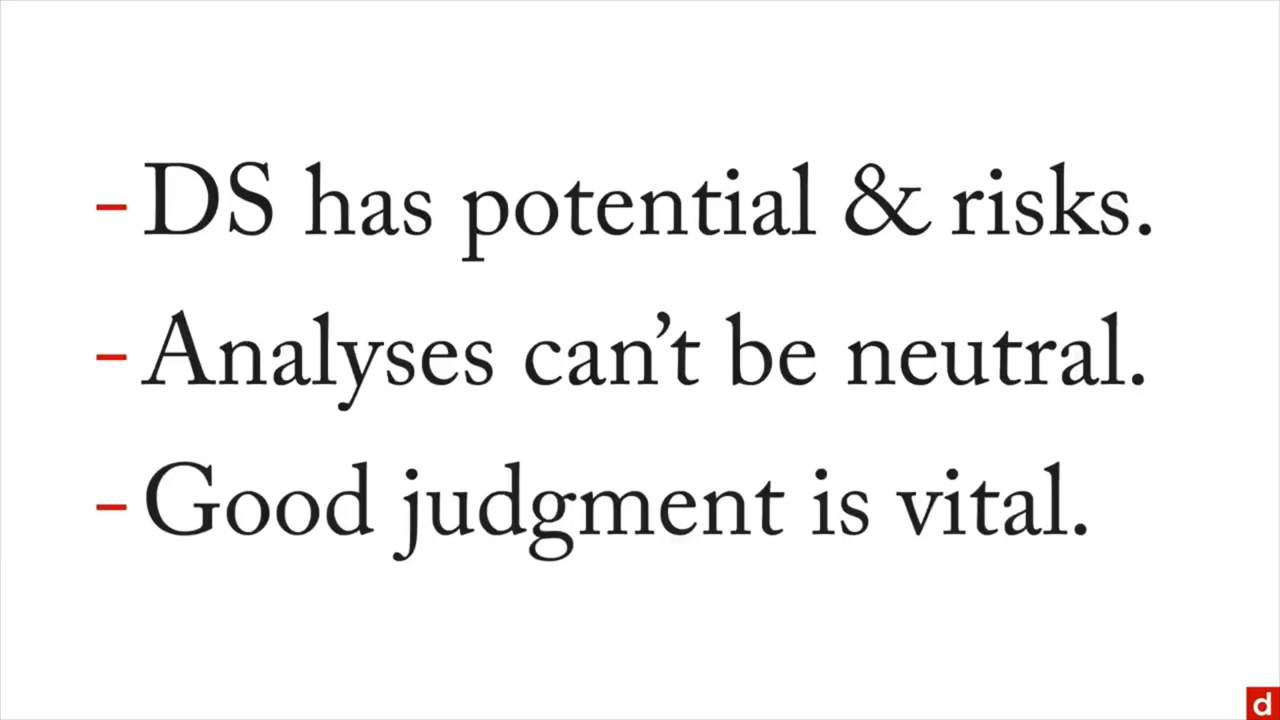 - DS has potential & risks.
- Analyses can’t be neutral.
- Good judgment is vital.
d